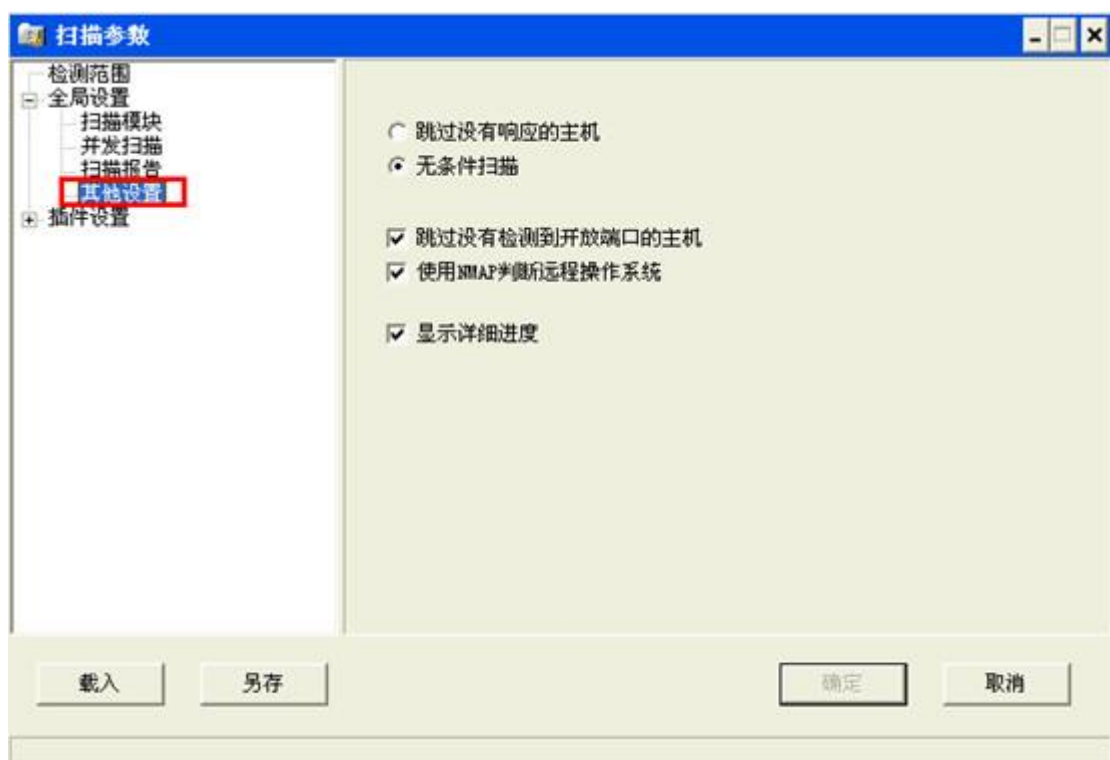 扫描参数
检测范围
全局设置
扫描模块
并发扫描
扫描报告
其他设置
插件设置
跳过没有响应的主机
无条件扫描
跳过没有检测到开放端口的主机
使用NMAP判断远程操作系统
显示详细进度
载入
另存
确定
取消